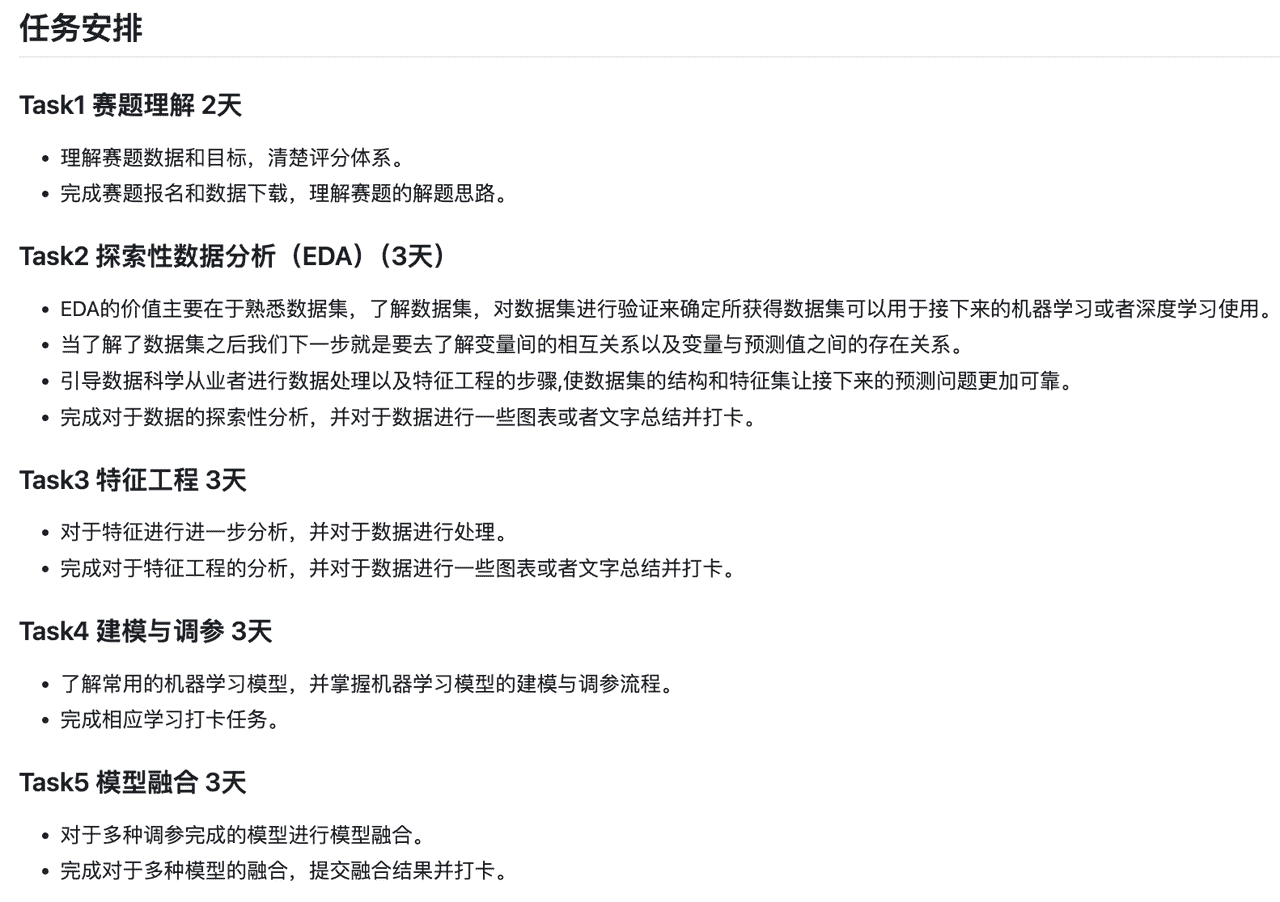 任务安排
Task1 赛题理解 2天
• 理解赛题数据和目标，清楚评分体系。
• 完成赛题报名和数据下载，理解赛题的解题思路。
Task2 探索性数据分析（EDA）（3天）
• EDA的价值主要在于熟悉数据集，了解数据集，对数据集进行验证来确定所获得数据集可以用于接下来的机器学习或者深度学习使用。
• 当了解了数据集之后我们下一步就是要去了解变量间的相互关系以及变量与预测值之间的存在关系。
• 引导数据科学从业者进行数据处理以及特征工程的步骤,使数据集的结构和特征集让接下来的预测问题更加可靠。
• 完成对于数据的探索性分析，并对于数据进行一些图表或者文字总结并打卡。
Task3 特征工程 3天
• 对于特征进行进一步分析，并对于数据进行处理。
• 完成对于特征工程的分析，并对于数据进行一些图表或者文字总结并打卡。
Task4 建模与调参 3天
• 了解常用的机器学习模型，并掌握机器学习模型的建模与调参流程。
• 完成相应学习打卡任务。
Task5 模型融合 3天
• 对于多种调参完成的模型进行模型融合。
• 完成对于多种模型的融合，提交融合结果并打卡。